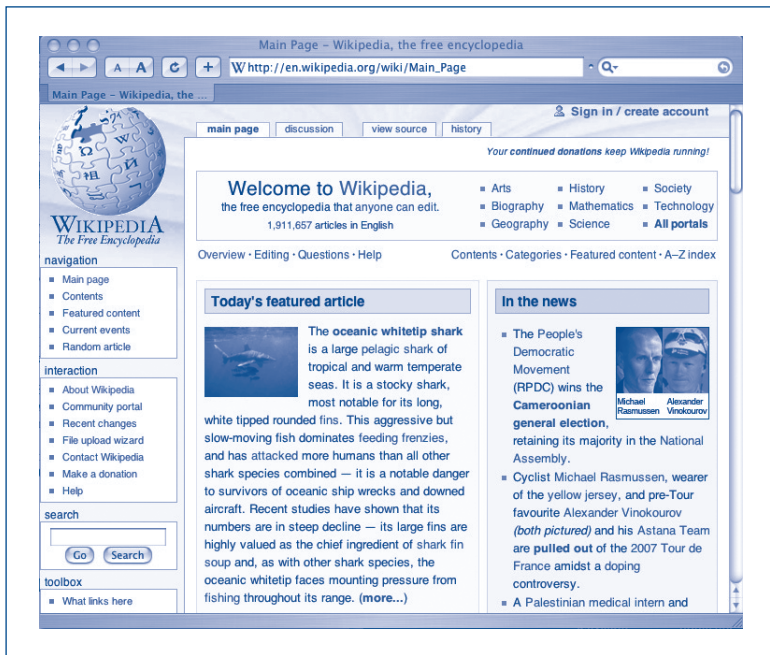 Main Page – Wikipedia, the free encyclopedia
A A C + W http://en.wikipedia.org/wiki/Main_Page Q
Main Page – Wikipedia, the ...
Sign in / create account
main page discussion view source history
Your continued donations keep Wikipedia running!
Ω W И 祖
WIKIPEDIA
The Free Encyclopedia
navigation
Main page
Contents
Featured content
Current events
Random article
interaction
About Wikipedia
Community portal
Recent changes
File upload wizard
Contact Wikipedia
Make a donation
Help
search
Go Search
toolbox
What links here
Welcome to Wikipedia,
the free encyclopedia that anyone can edit.
1,911,657 articles in English
Arts History Society
Biography Mathematics Technology
Geography Science All portals
Overview · Editing · Questions · Help
Contents · Categories · Featured content · A–Z index
Today's featured article
The oceanic whitetip shark
is a large pelagic shark of
tropical and warm temperate
seas. It is a stocky shark,
most notable for its long,
white tipped rounded fins. This aggressive but
slow-moving fish dominates feeding frenzies,
and has attacked more humans than all other
shark species combined — it is a notable danger
to survivors of oceanic ship wrecks and downed
aircraft. Recent studies have shown that its
numbers are in steep decline — its large fins are
highly valued as the chief ingredient of shark fin
soup and, as with other shark species, the
oceanic whitetip faces mounting pressure from
fishing throughout its range. (more...)
In the news
The People's
Democratic
Movement
(RPDC) wins the
Cameroonian
general election,
retaining its majority in the National
Assembly.
Michael Alexander
Rasmussen Vinokourov
Cyclist Michael Rasmussen, wearer
of the yellow jersey, and pre-Tour
favourite Alexander Vinokourov
(both pictured) and his Astana Team
are pulled out of the 2007 Tour de
France amidst a doping
controversy.
A Palestinian medical intern and